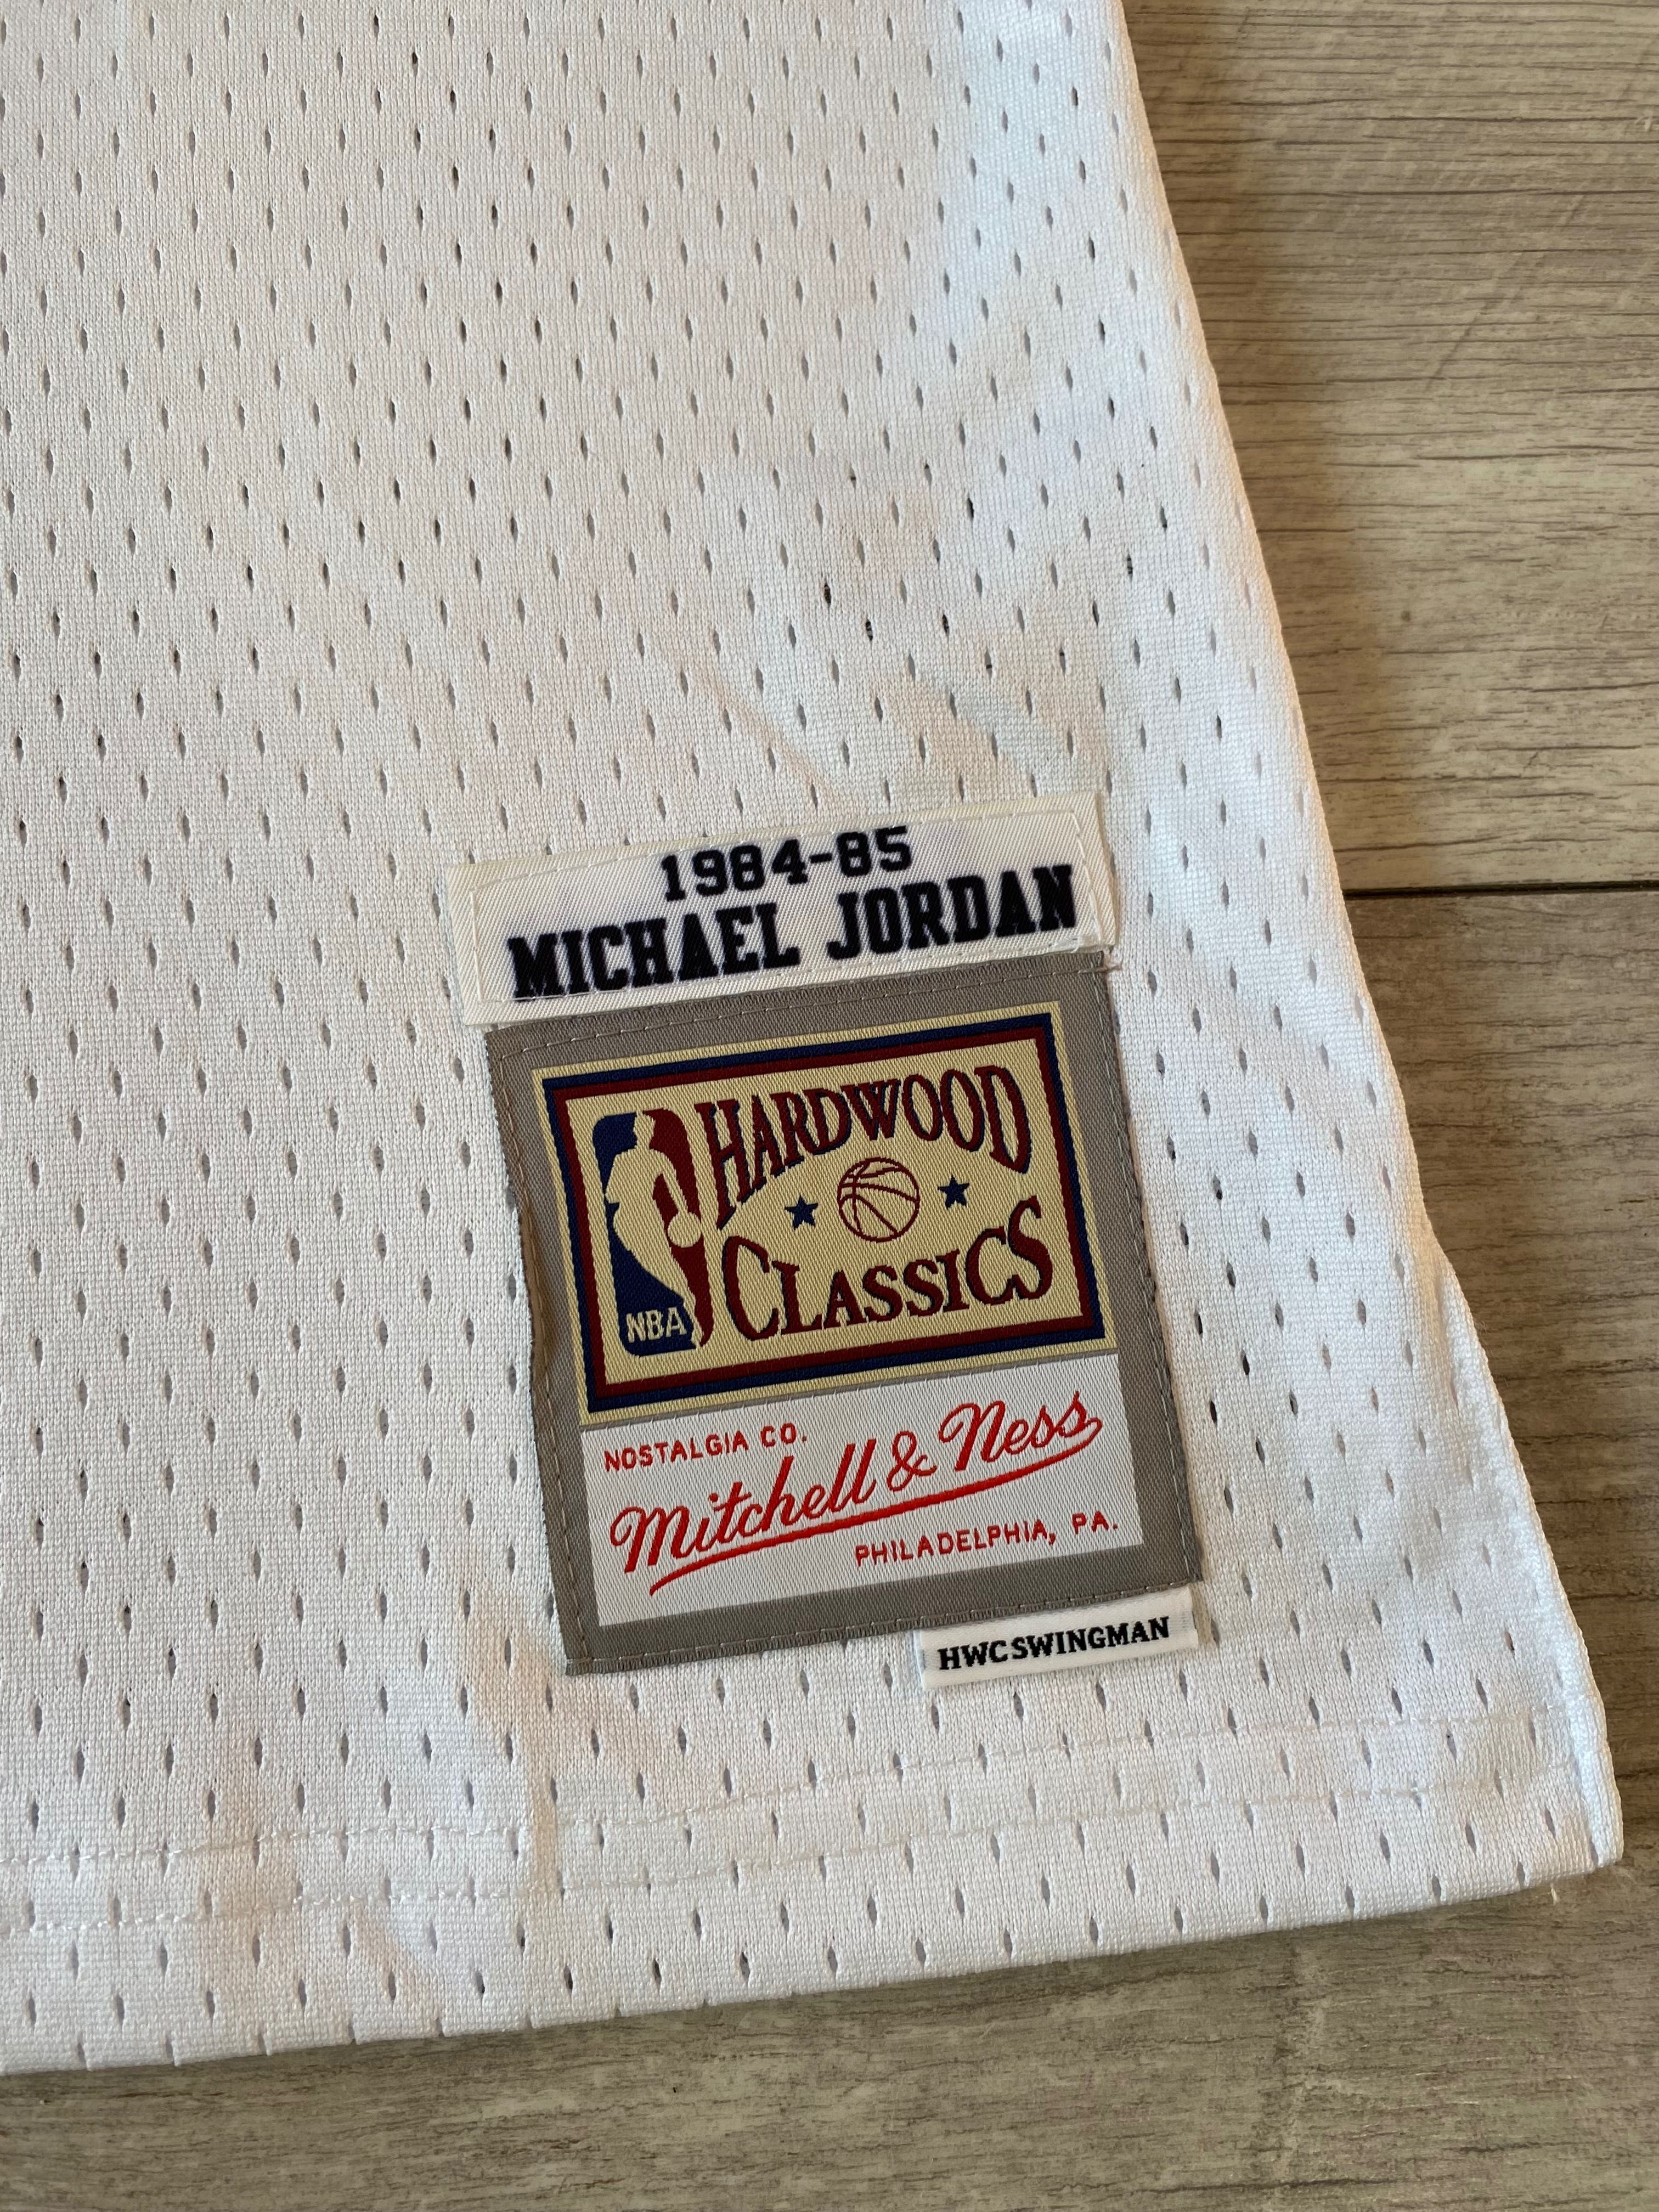 1984-85
MICHAEL JORDAN
HARDWOOD
CLASSICS
NBA
NOSTALGIA CO.
Mitchell & Ness
PHILADELPHIA, PA.
HWC SWINGMAN